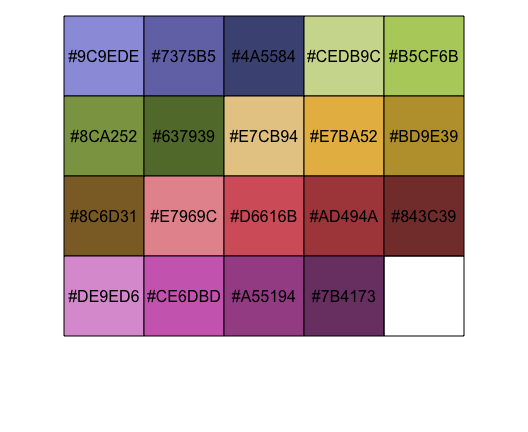 #9C9EDE #7375B5 #4A5584 #CEDB9C #B5CF6B
#8CA252 #637939 #E7CB94 #E7BA52 #BD9E39
#8C6D31 #E7969C #D6616B #AD494A #843C39
#DE9ED6 #CE6DBD #A55194 #7B4173